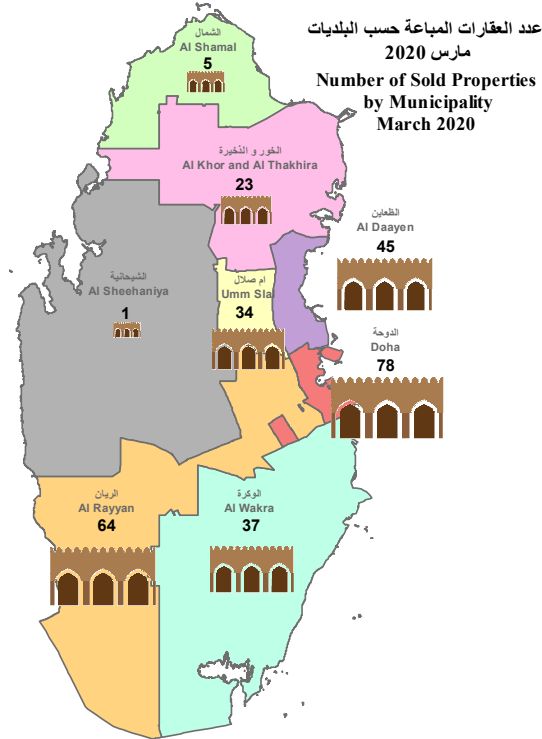 عدد العقارات المباعة حسب البلديات
مارس 2020
Number of Sold Properties
by Municipality
March 2020
الشمال
Al Shamal
5
الخور و الذخيرة
Al Khor and Al Thakhira
23
الظعاين
Al Daayen
45
الشيحانية
Al Sheehaniya
1
ام صلال
Umm Slal
34
الدوحة
Doha
78
الريان
Al Rayyan
64
الوكرة
Al Wakra
37